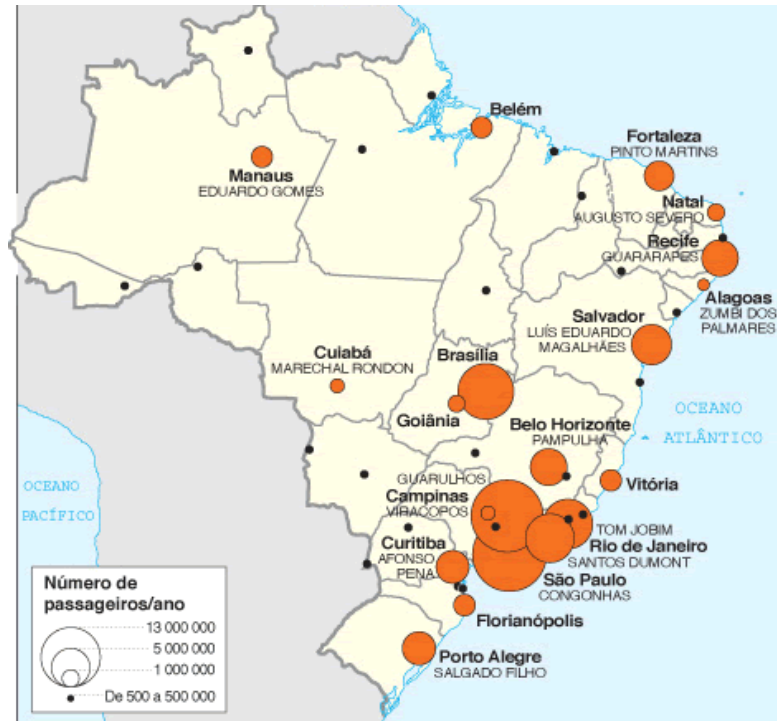 Belém
Fortaleza
PINTO MARTINS
Manaus
EDUARDO GOMES
Natal
AUGUSTO SEVERO
Recife
GUARARAPES
Alagoas
ZUMBI DOS
PALMARES
Salvador
LUÍS EDUARDO
MAGALHÃES
Cuiabá
MARECHAL RONDON
Brasília
Goiânia
Belo Horizonte
PAMPULHA
OCEANO
ATLÂNTICO
GUARULHOS
Campinas
VIRACOPOS
Vitória
OCEANO
PACÍFICO
TOM JOBIM
Rio de Janeiro
SANTOS DUMONT
Curitiba
AFONSO
PENA
São Paulo
CONGONHAS
Florianópolis
Porto Alegre
SALGADO FILHO
Número de
passageiros/ano
13 000 000
5 000 000
1 000 000
De 500 a 500 000